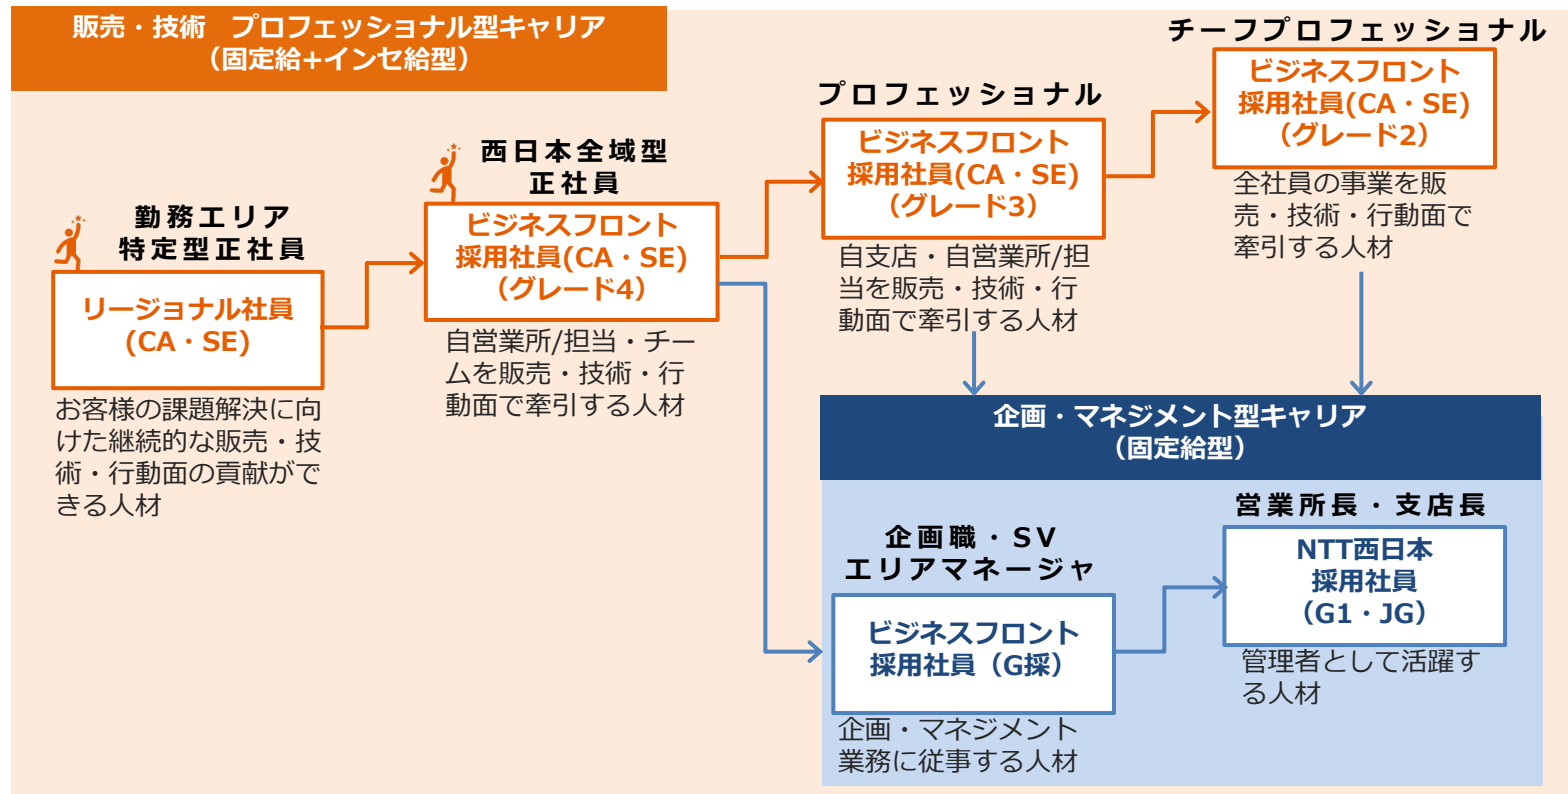 販売・技術　プロフェッショナル型キャリア
（固定給+インセ給型）
勤務エリア
特定型正社員
リージョナル社員
(CA・SE)
お客様の課題解決に向
けた継続的な販売・技
術・行動面の貢献がで
きる人材
西日本全域型
正社員
ビジネスフロント
採用社員(CA・SE)
（グレード4）
自営業所/担当・チー
ムを販売・技術・行
動面で牽引する人材
プロフェッショナル
ビジネスフロント
採用社員(CA・SE)
（グレード3）
自支店・自営業所/担
当を販売・技術・行
動面で牽引する人材
チーフプロフェッショナル
ビジネスフロント
採用社員(CA・SE)
（グレード2）
全社員の事業を販
売・技術・行動面で
牽引する人材
企画・マネジメント型キャリア
（固定給型）
企画職・SV
エリアマネージャ
ビジネスフロント
採用社員（G採）
企画・マネジメント
業務に従事する人材
営業所長・支店長
NTT西日本
採用社員
（G1・JG）
管理者として活躍す
る人材